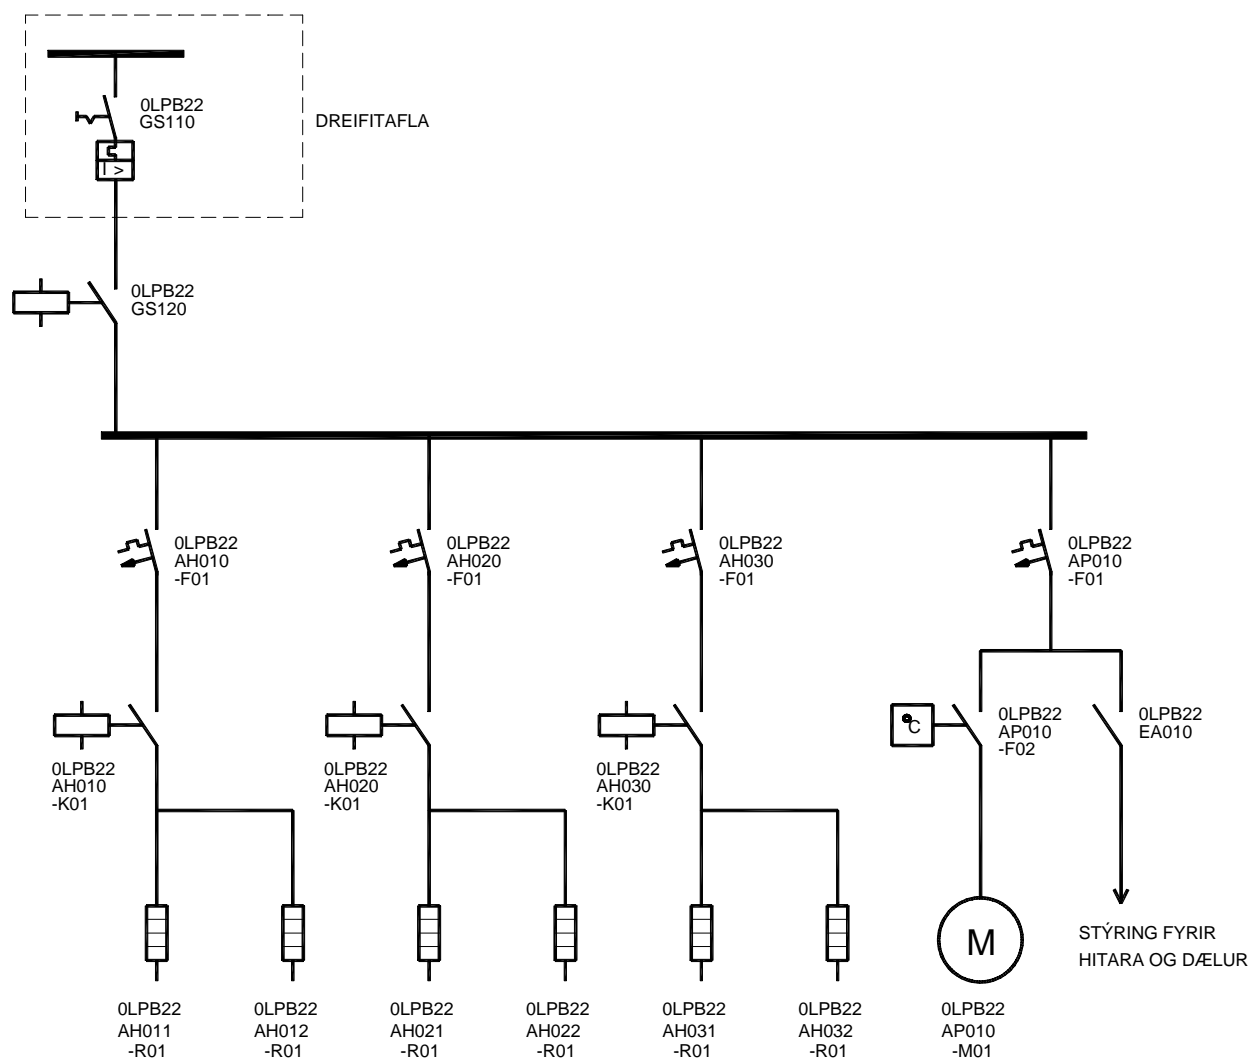 0LPB22
GS110
DREIFITAFLA
I >
0LPB22
GS120
0LPB22
AH010
-F01
0LPB22
AH020
-F01
0LPB22
AH030
-F01
0LPB22
AP010
-F01
0LPB22
AH010
-K01
0LPB22
AH020
-K01
0LPB22
AH030
-K01
°C
0LPB22
AP010
-F02
0LPB22
EA010
M
STÝRING FYRIR
HITARA OG DÆLUR
0LPB22
AH011
-R01
0LPB22
AH012
-R01
0LPB22
AH021
-R01
0LPB22
AH022
-R01
0LPB22
AH031
-R01
0LPB22
AH032
-R01
0LPB22
AP010
-M01